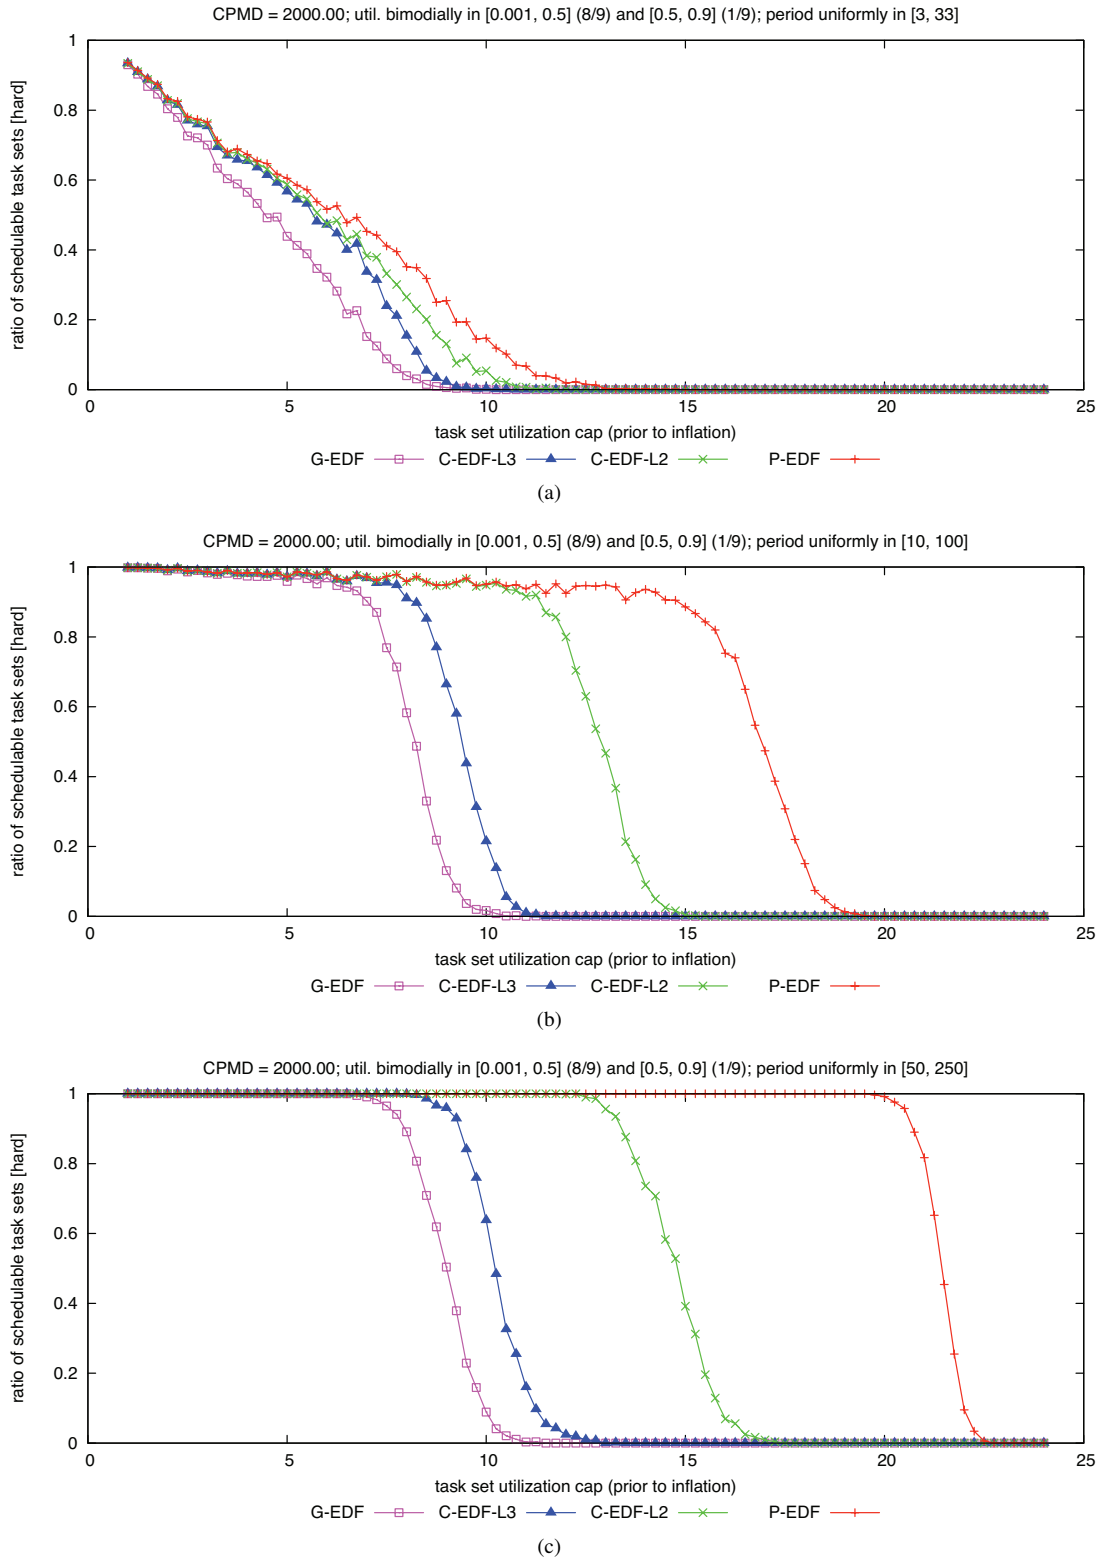 CPMD = 2000.00; util. bimodially in [0.001, 0.5] (8/9) and [0.5, 0.9] (1/9); period uniformly in [3, 33]
ratio of schedulable task sets [hard]
1
0.8
0.6
0.4
0.2
0
0 5 10 15 20 25
task set utilization cap (prior to inflation)
G-EDF C-EDF-L3 C-EDF-L2 P-EDF
(a)
CPMD = 2000.00; util. bimodially in [0.001, 0.5] (8/9) and [0.5, 0.9] (1/9); period uniformly in [10, 100]
ratio of schedulable task sets [hard]
1
0.8
0.6
0.4
0.2
0
0 5 10 15 20 25
task set utilization cap (prior to inflation)
G-EDF C-EDF-L3 C-EDF-L2 P-EDF
(b)
CPMD = 2000.00; util. bimodially in [0.001, 0.5] (8/9) and [0.5, 0.9] (1/9); period uniformly in [50, 250]
ratio of schedulable task sets [hard]
1
0.8
0.6
0.4
0.2
0
0 5 10 15 20 25
task set utilization cap (prior to inflation)
G-EDF C-EDF-L3 C-EDF-L2 P-EDF
(c)